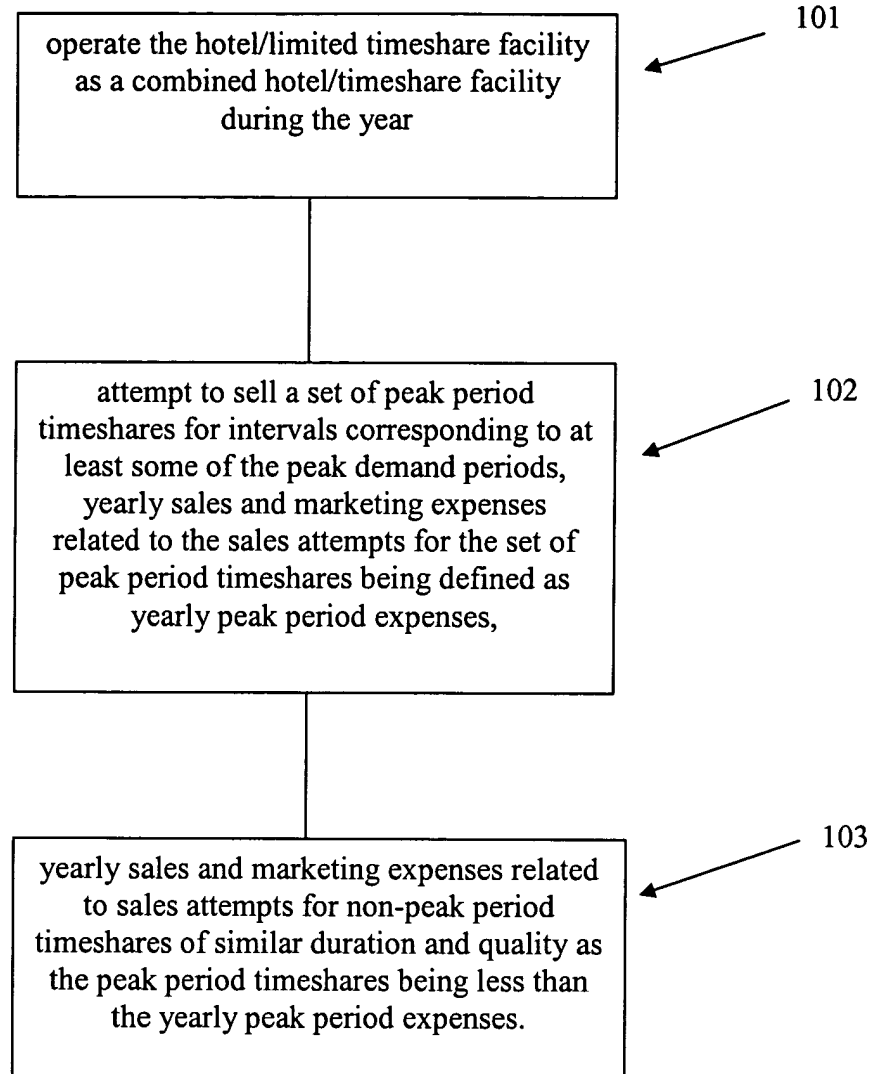 101
operate the hotel/limited timeshare facility
as a combined hotel/timeshare facility
during the year
102
attempt to sell a set of peak period
timeshares for intervals corresponding to at
least some of the peak demand periods,
yearly sales and marketing expenses
related to the sales attempts for the set of
peak period timeshares being defined as
yearly peak period expenses,
103
yearly sales and marketing expenses related
to sales attempts for non-peak period
timeshares of similar duration and quality as
the peak period timeshares being less than
the yearly peak period expenses.